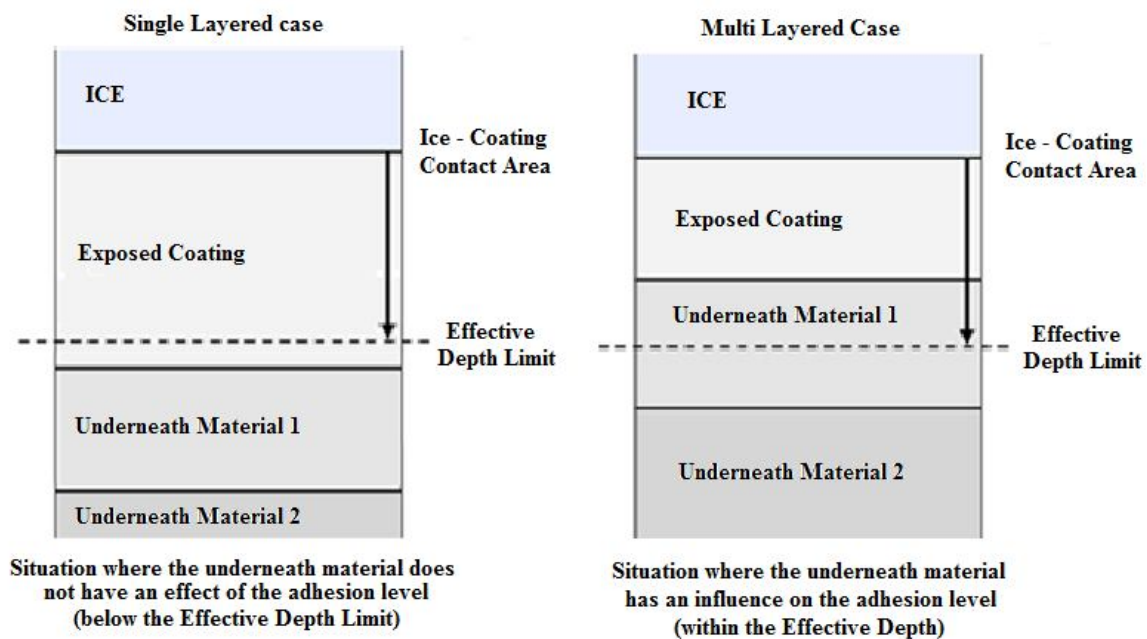 Single Layered case
ICE
Ice - Coating
Contact Area
Exposed Coating
Effective
Depth Limit
Underneath Material 1
Underneath Material 2
Situation where the underneath material does
not have an effect of the adhesion level
(below the Effective Depth Limit)
Multi Layered Case
ICE
Ice - Coating
Contact Area
Exposed Coating
Underneath Material 1
Effective
Depth Limit
Underneath Material 2
Situation where the underneath material
has an influence on the adhesion level
(within the Effective Depth)